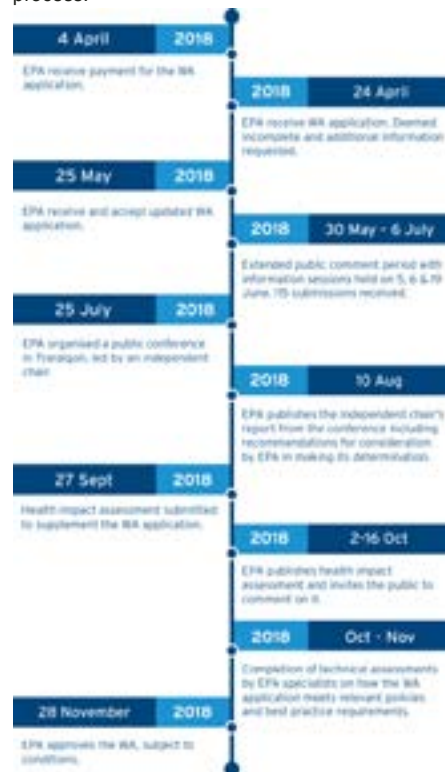 process.
4 April 2018
EPA receive payment for the WA
application.
2018 24 April
EPA receive WA application. Deemed
incomplete and additional information
requested.
25 May 2018
EPA receive and accept updated WA
application.
2018 30 May - 6 July
Extended public comment period with
information sessions held on 5, 6 & 19
June. 115 submissions received.
25 July 2018
EPA organised a public conference
in Traralgon, led by an independent
chair.
2018 10 Aug
EPA publishes the independent chair's
report from the conference including
recommendations for consideration
by EPA in making its determination.
27 Sept 2018
Health impact assessment submitted
to supplement the WA application.
2018 2-16 Oct
EPA publishes health impact
assessment and invites the public to
comment on it.
2018 Oct - Nov
Completion of technical assessments
by EPA specialists on how the WA
application meets relevant policies
and best practice requirements.
28 November 2018
EPA approves the WA, subject to
conditions.